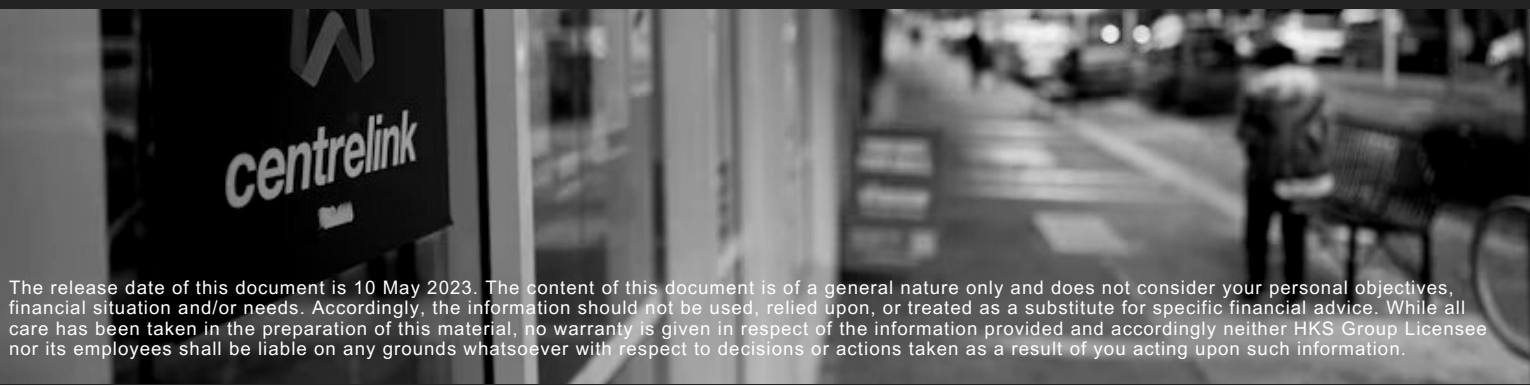 centrelink
The release date of this document is 10 May 2023. The content of this document is of a general nature only and does not consider your personal objectives,
financial situation and/or needs. Accordingly, the information should not be used, relied upon, or treated as a substitute for specific financial advice. While all
care has been taken in the preparation of this material, no warranty is given in respect of the information provided and accordingly neither HKS Group Licensee
nor its employees shall be liable on any grounds whatsoever with respect to decisions or actions taken as a result of you acting upon such information.